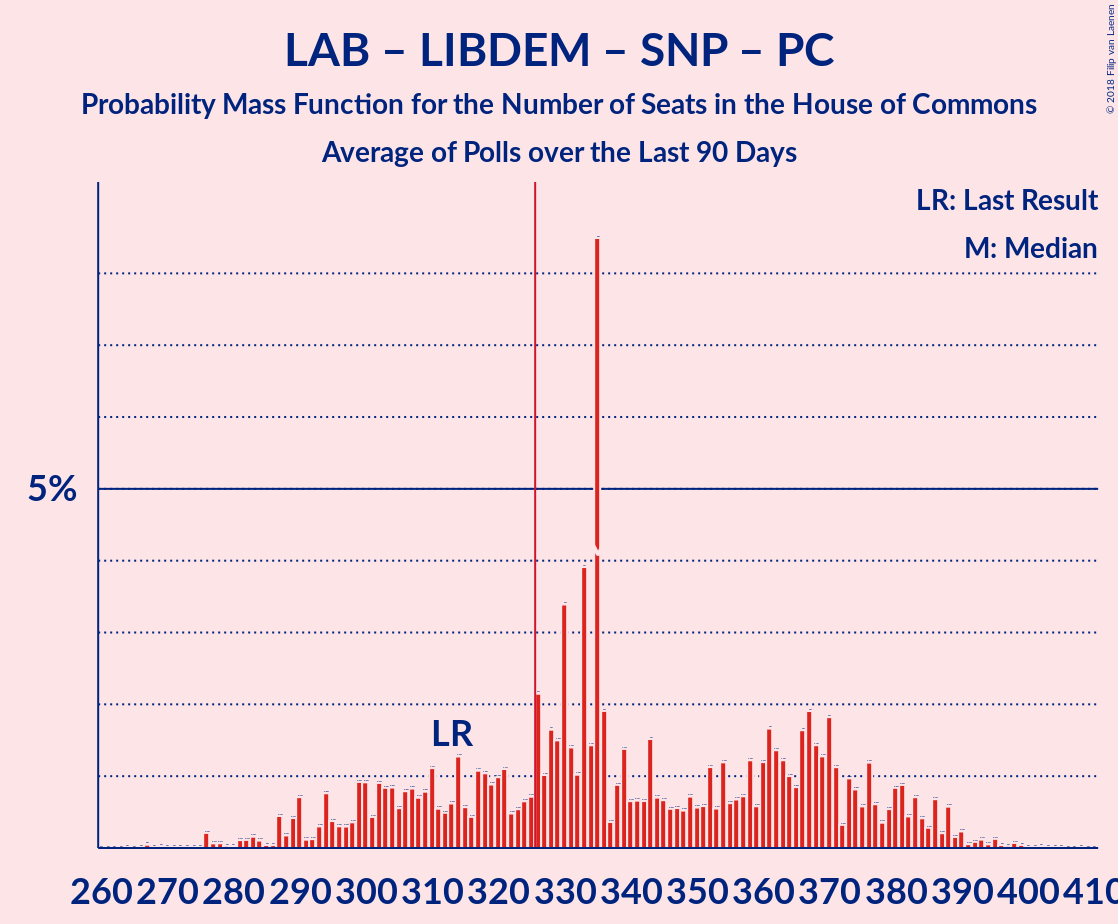 LAB – LIBDEM – SNP – PC
Probability Mass Function for the Number of Seats in the House of Commons
Average of Polls over the Last 90 Days
© 2018 Filip van Laenen
LR: Last Result
M: Median
5%
LR
260 270 280 290 300 310 320 330 340 350 360 370 380 390 400 410